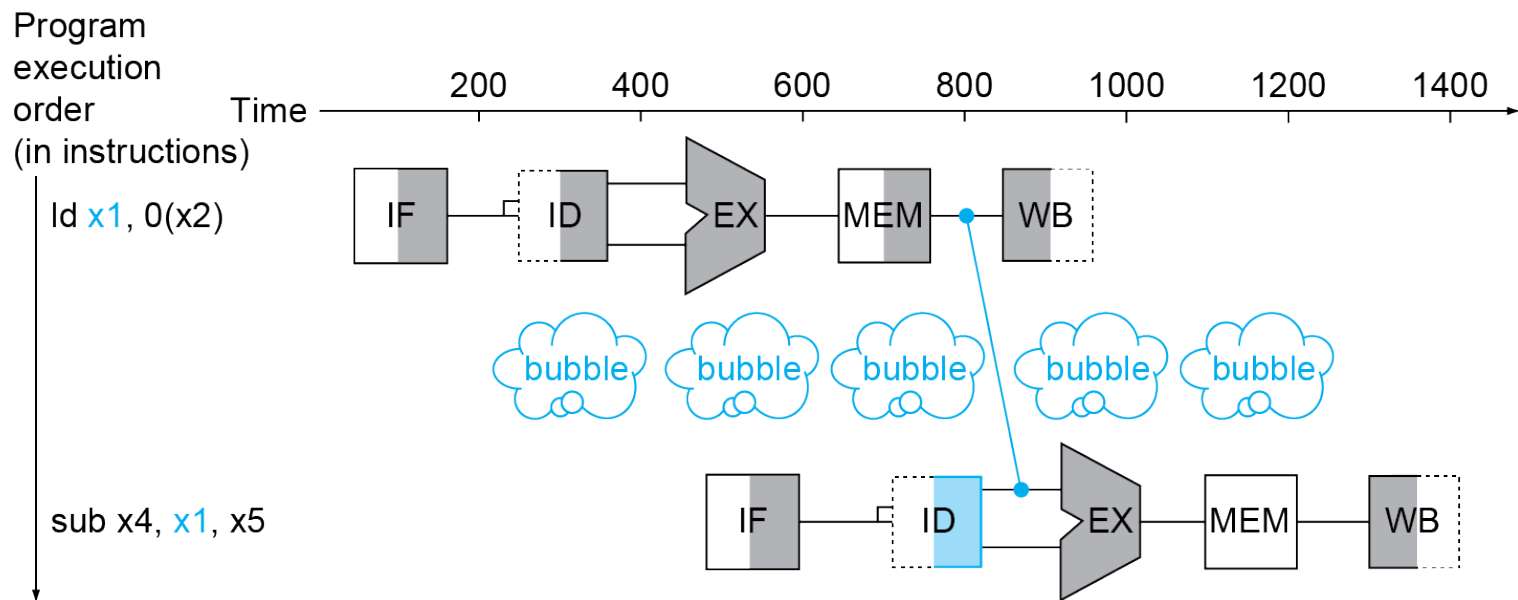 Program
execution
order
(in instructions)
Time
200 400 600 800 1000 1200 1400
ld x1, 0(x2)
IF ID EX MEM WB
bubble bubble bubble bubble bubble
sub x4, x1, x5
IF ID EX MEM WB